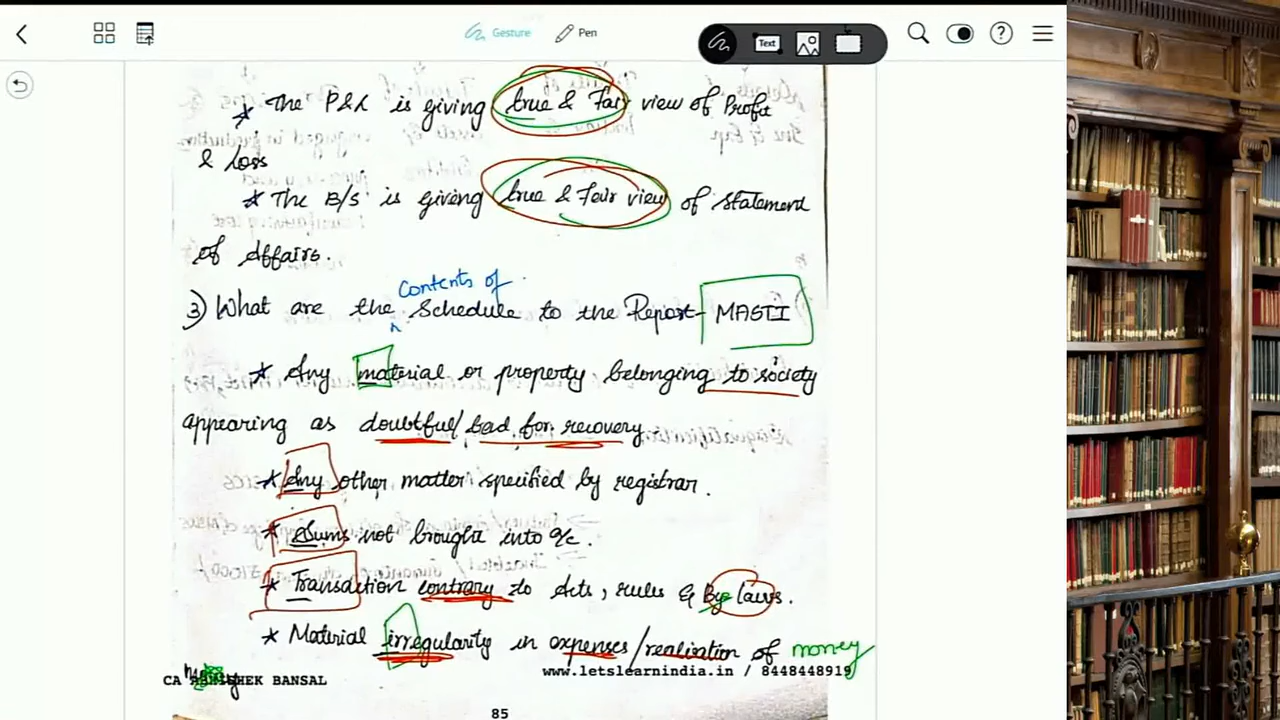 Gesture Pen Text
* The P&L is giving true & Fair view of Profit
& loss
* The B/S is giving true & Fair view of statement
of Affairs.
contents of
3) What are the ^ Schedule to the Report- MASTI
* Any material or property belonging to society
appearing as doubtful/ bad for recovery.
* Any other matter specified by registrar.
* Sums not brought into a/c.
* Transaction contrary to Acts, rules & Bye laws.
* Material irregularity in expenses/realisation of money
CA ABHISHEK BANSAL
www.letslearnindia.in / 8448448919
85